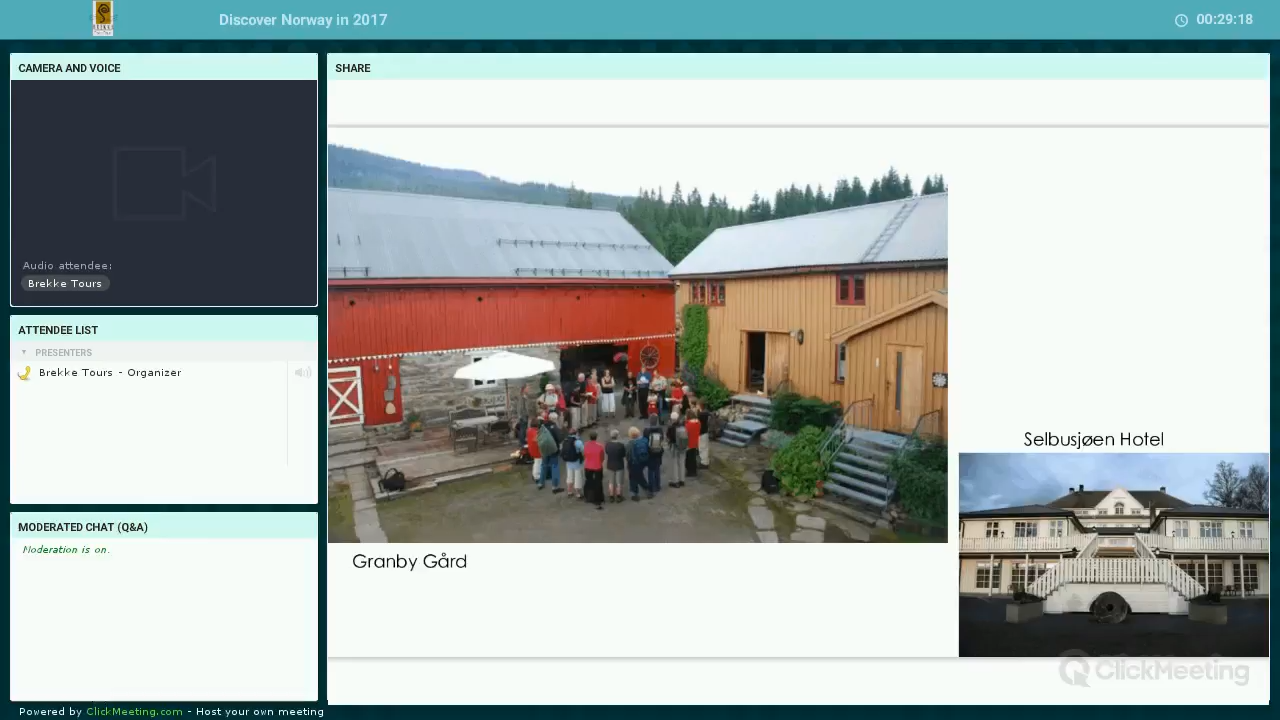 Discover Norway in 2017
00:29:18
CAMERA AND VOICE
Audio attendee:
Brekke Tours
ATTENDEE LIST
PRESENTERS
Brekke Tours - Organizer
MODERATED CHAT (Q&A)
Moderation is on.
SHARE
Selbusjøen Hotel
Granby Gård
ClickMeeting
Powered by ClickMeeting.com - Host your own meeting